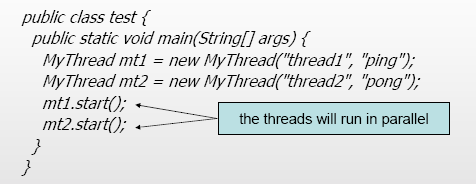 public class test {
public static void main(String[] args) {
MyThread mt1 = new MyThread("thread1", "ping");
MyThread mt2 = new MyThread("thread2", "pong");
mt1.start();
mt2.start();
the threads will run in parallel
}
}